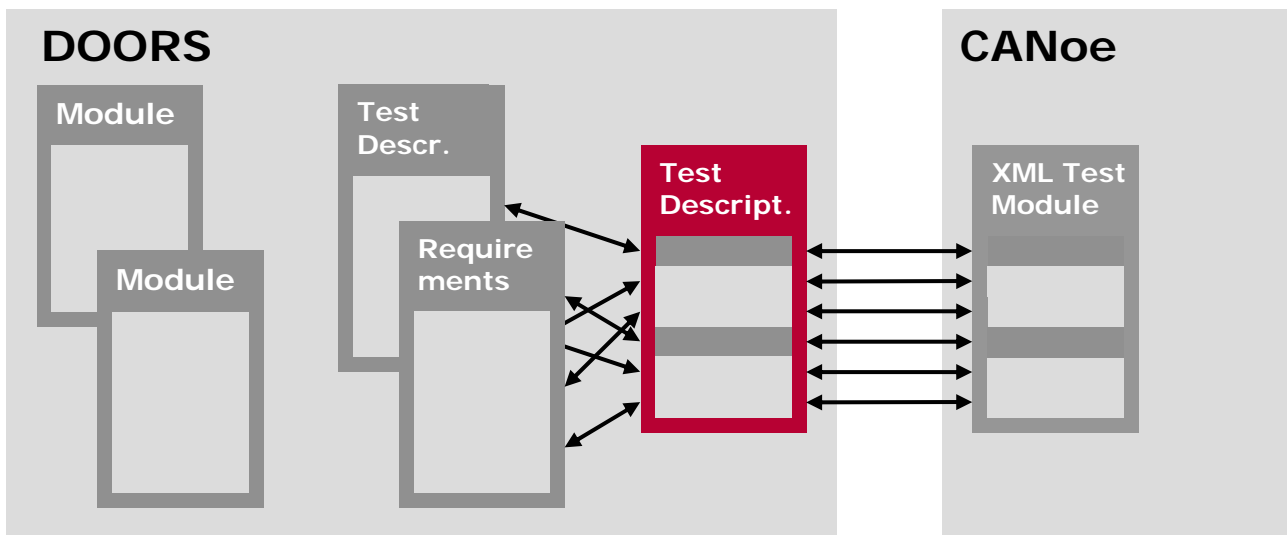 DOORS
CANoe
Module
Module
Test
Descr.
Require
ments
Test
Descript.
XML Test
Module